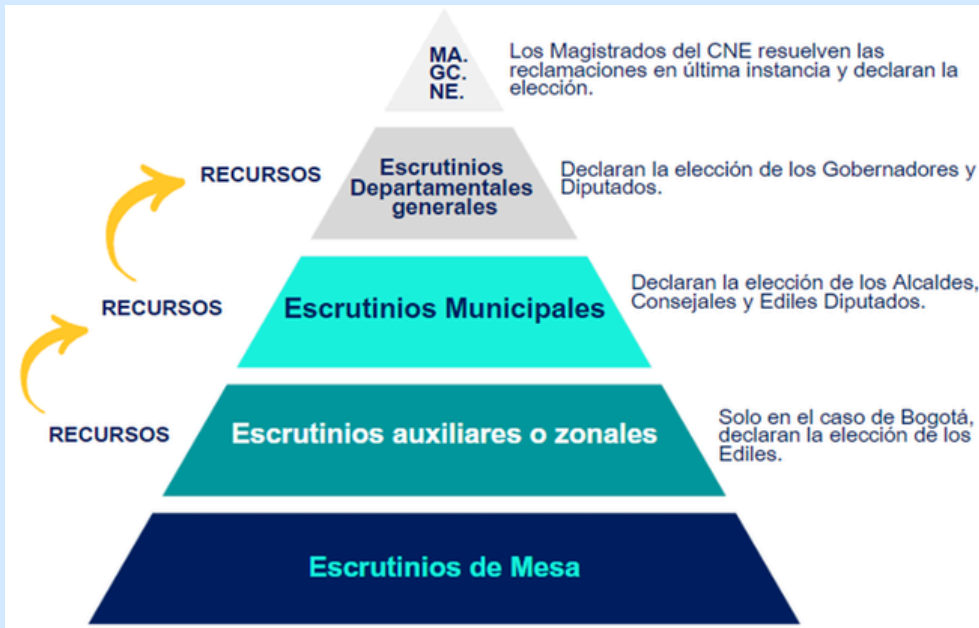 MA.
GC.
NE.
Los Magistrados del CNE resuelven las
reclamaciones en última instancia y declaran la
elección.
RECURSOS
Escrutinios
Departamentales
generales
Declaran la elección de los Gobernadores y
Diputados.
RECURSOS
Escrutinios Municipales
Declaran la elección de los Alcaldes,
Consejales y Ediles Diputados.
RECURSOS
Escrutinios auxiliares o zonales
Solo en el caso de Bogotá,
declaran la elección de los
Ediles.
Escrutinios de Mesa